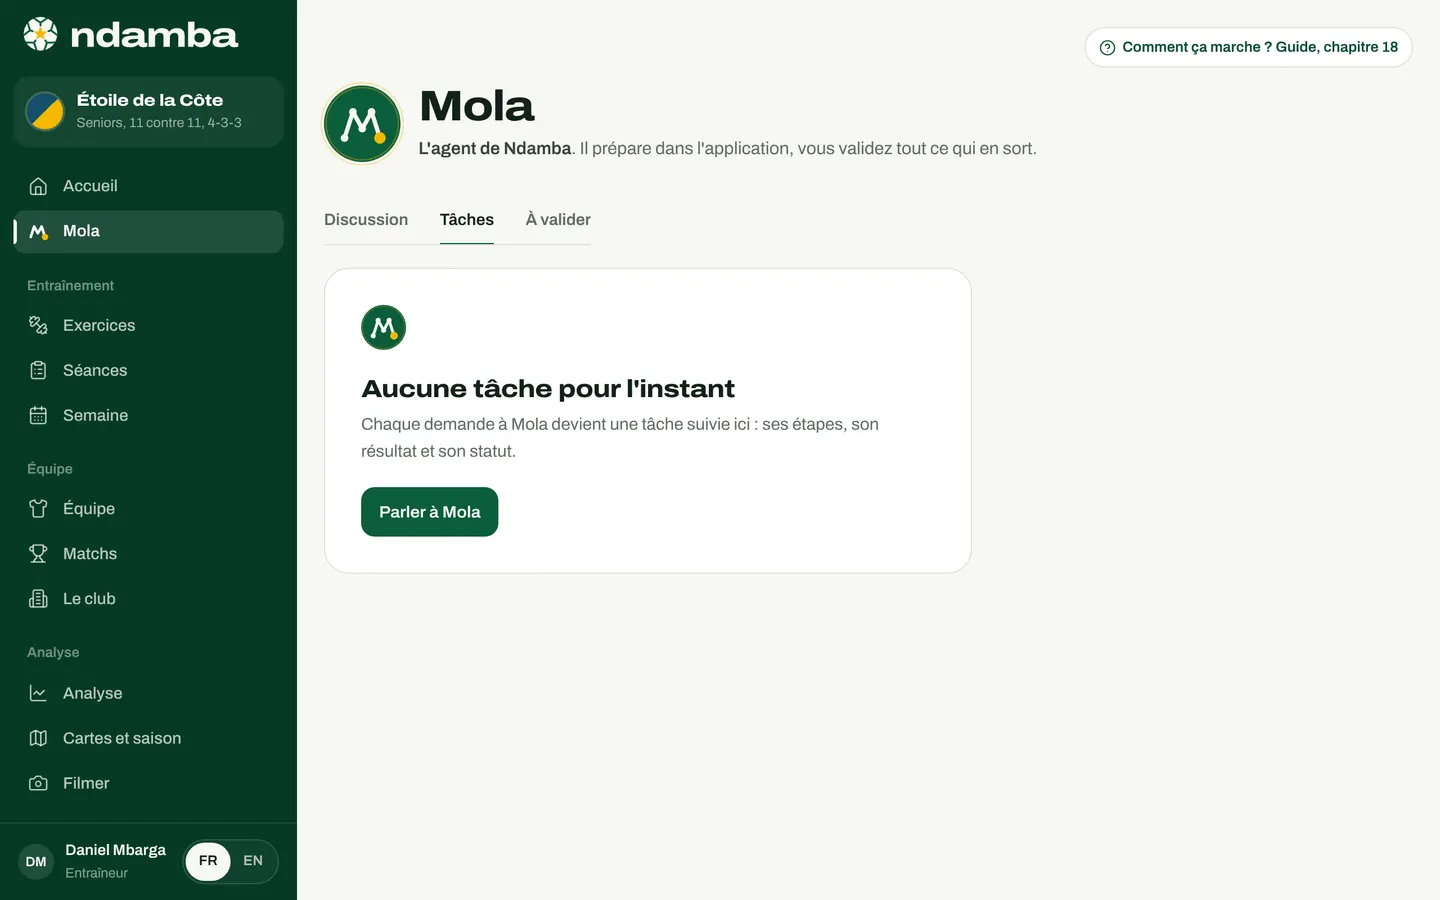 ndamba
Étoile de la Côte
Seniors, 11 contre 11, 4-3-3
Accueil
Mola
Entraînement
Exercices
Séances
Semaine
Équipe
Équipe
Matchs
Le club
Analyse
Analyse
Cartes et saison
Filmer
DM
Daniel Mbarga
Entraîneur
FR
EN
Comment ça marche ? Guide, chapitre 18
Mola
L'agent de Ndamba. Il prépare dans l'application, vous validez tout ce qui en sort.
Discussion
Tâches
À valider
Aucune tâche pour l'instant
Chaque demande à Mola devient une tâche suivie ici : ses étapes, son
résultat et son statut.
Parler à Mola